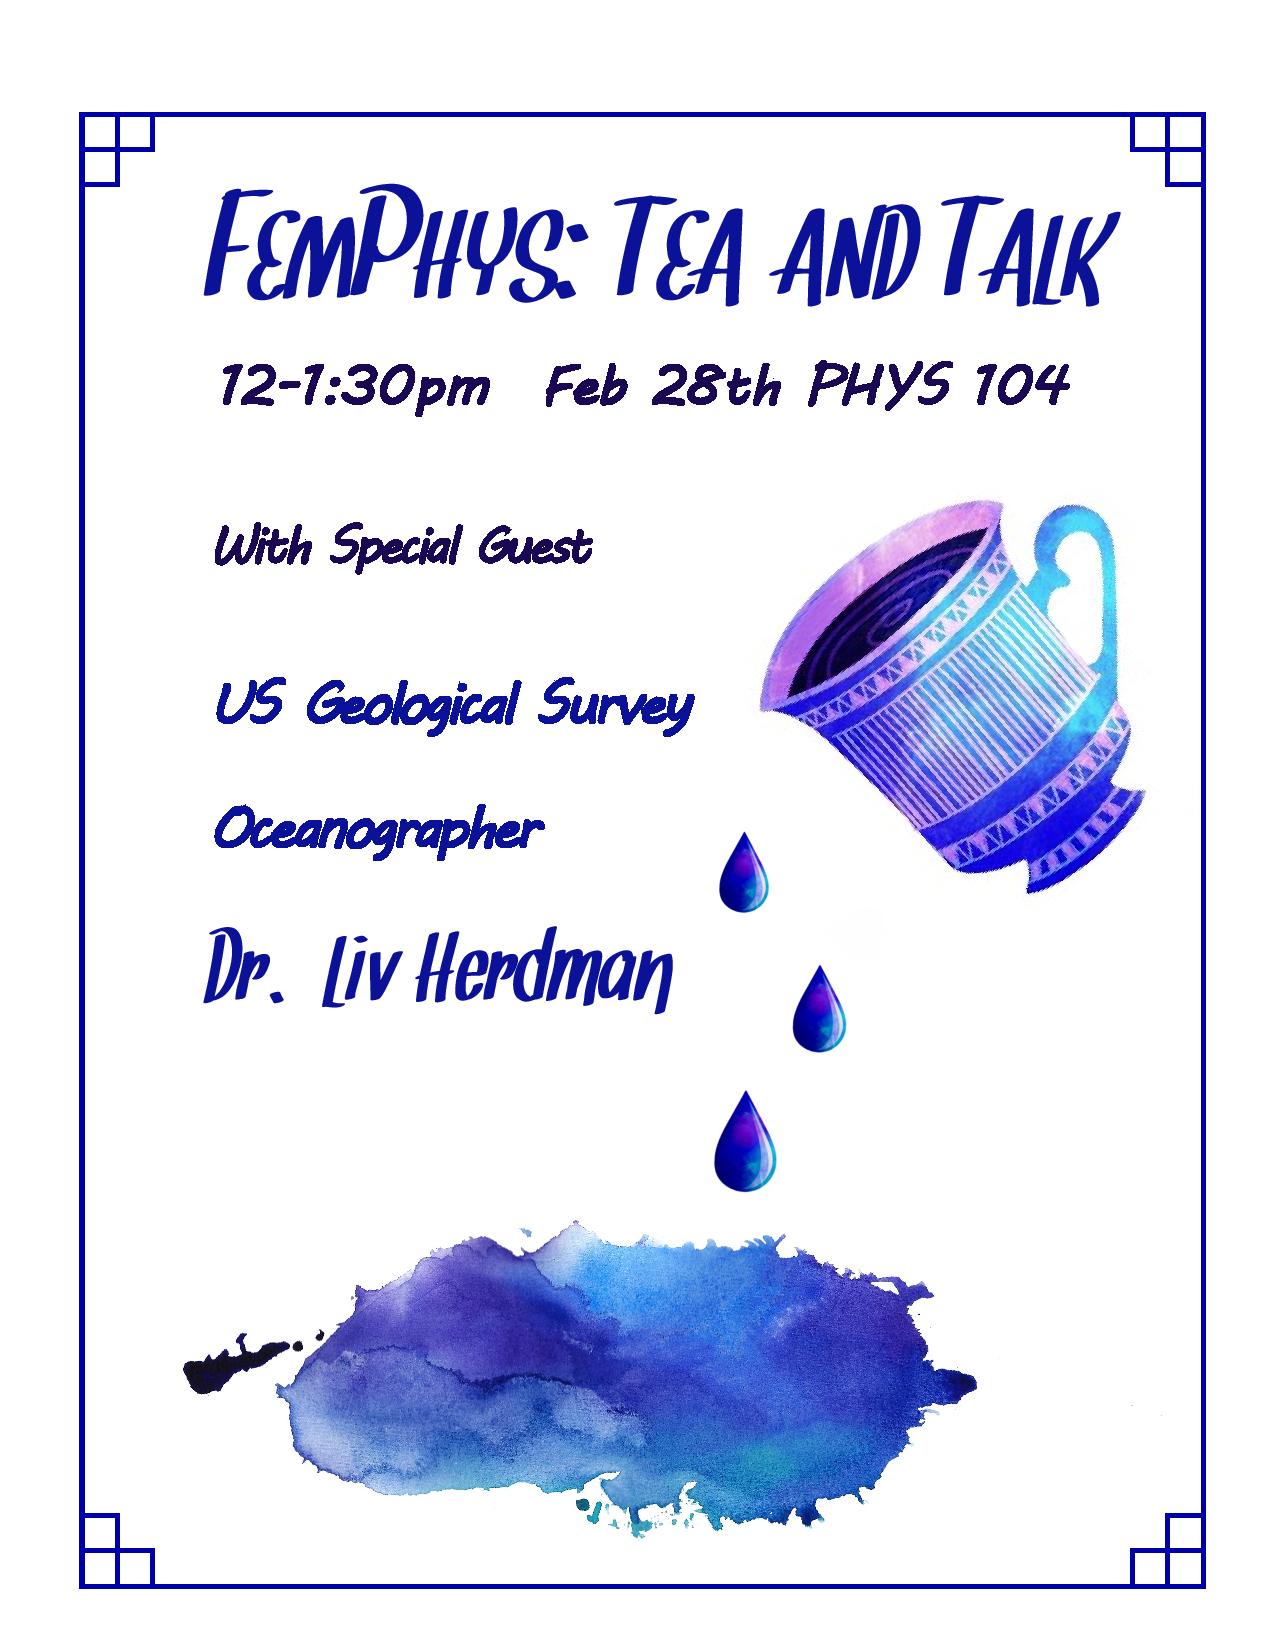 FemPhys: Tea and Talk
12-1:30pm Feb 28th PHYS 104
With Special Guest
US Geological Survey
Oceanographer
Dr. Liv Herdman